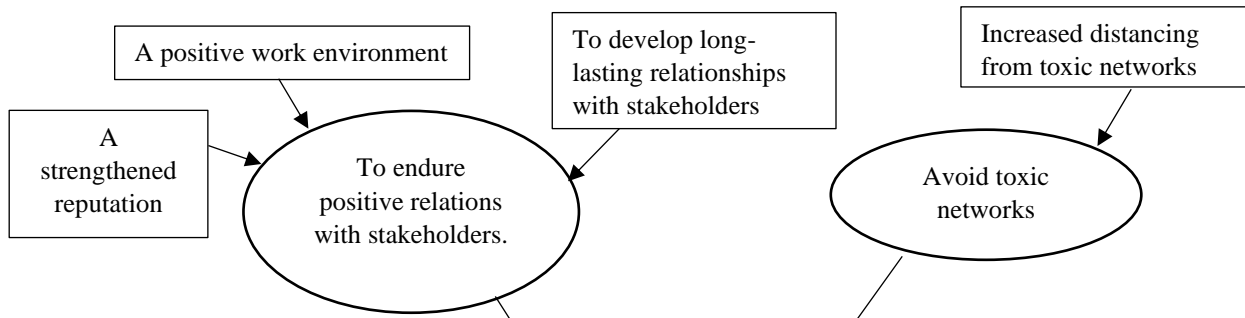 A positive work environment
To develop long-
lasting relationships
with stakeholders
Increased distancing
from toxic networks
A
strengthened
reputation
To endure
positive relations
with stakeholders.
Avoid toxic
networks